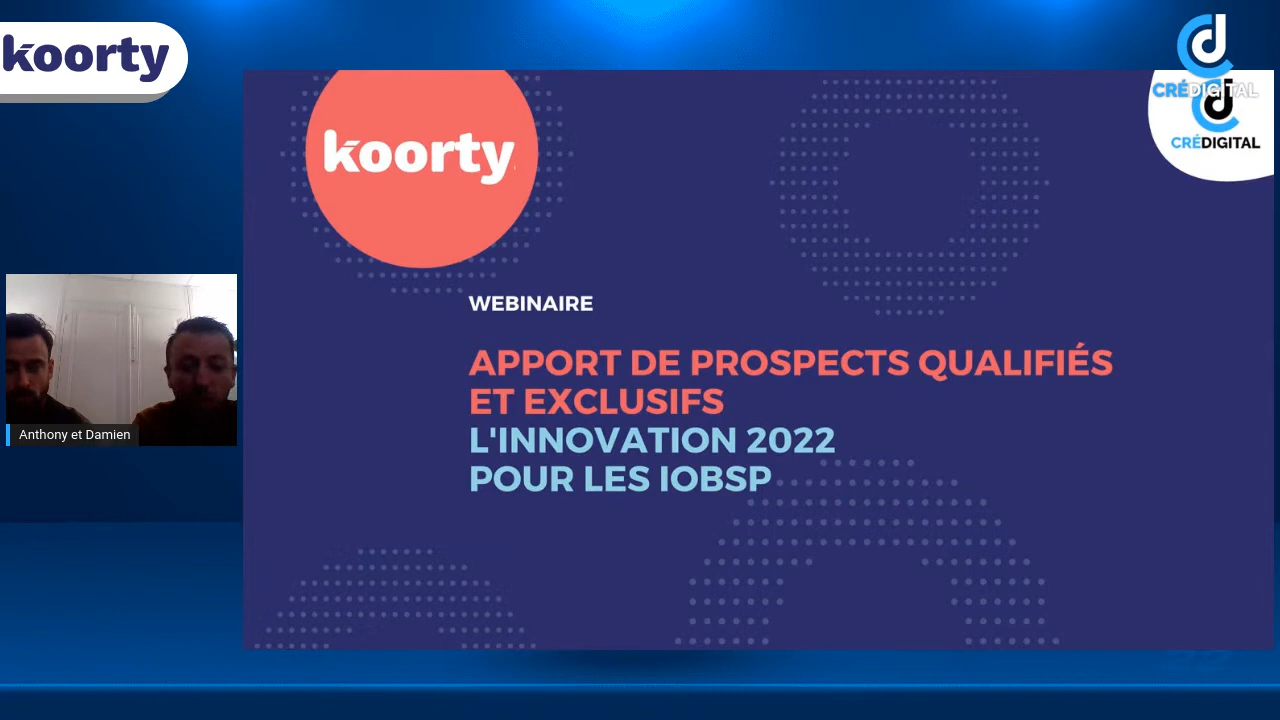 koorty
CRÉDIGITAL
koorty
CRÉDIGITAL
WEBINAIRE
APPORT DE PROSPECTS QUALIFIÉS
ET EXCLUSIFS
L'INNOVATION 2022
POUR LES IOBSP
Anthony et Damien